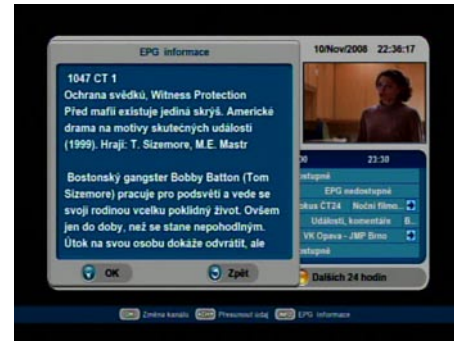 EPG informace
10/Nov/2008 22:36:17
1047 CT 1
Ochrana svědků, Witness Protection
Před mafii existuje jediná skrýš. Americké
drama na motivy skutečných událostí
(1999). Hrají: T. Sizemore, M.E. Mastr
Bostonský gangster Bobby Batton (Tom
Sizemore) pracuje pro podsvětí a vede se
svojí rodinou vcelku poklidný život. Ovšem
jen do doby, než se stane nepohodlným.
Útok na svou osobu dokáže odvrátit, ale
OK
Zpět
23:30
EPG nedostupné
ČT24 Noční filmo..
Události, komentáře B..
VK Opava - JMP Brno
Dalších 24 hodin
Změna kanálu
Přesunout údaj
EPG informace